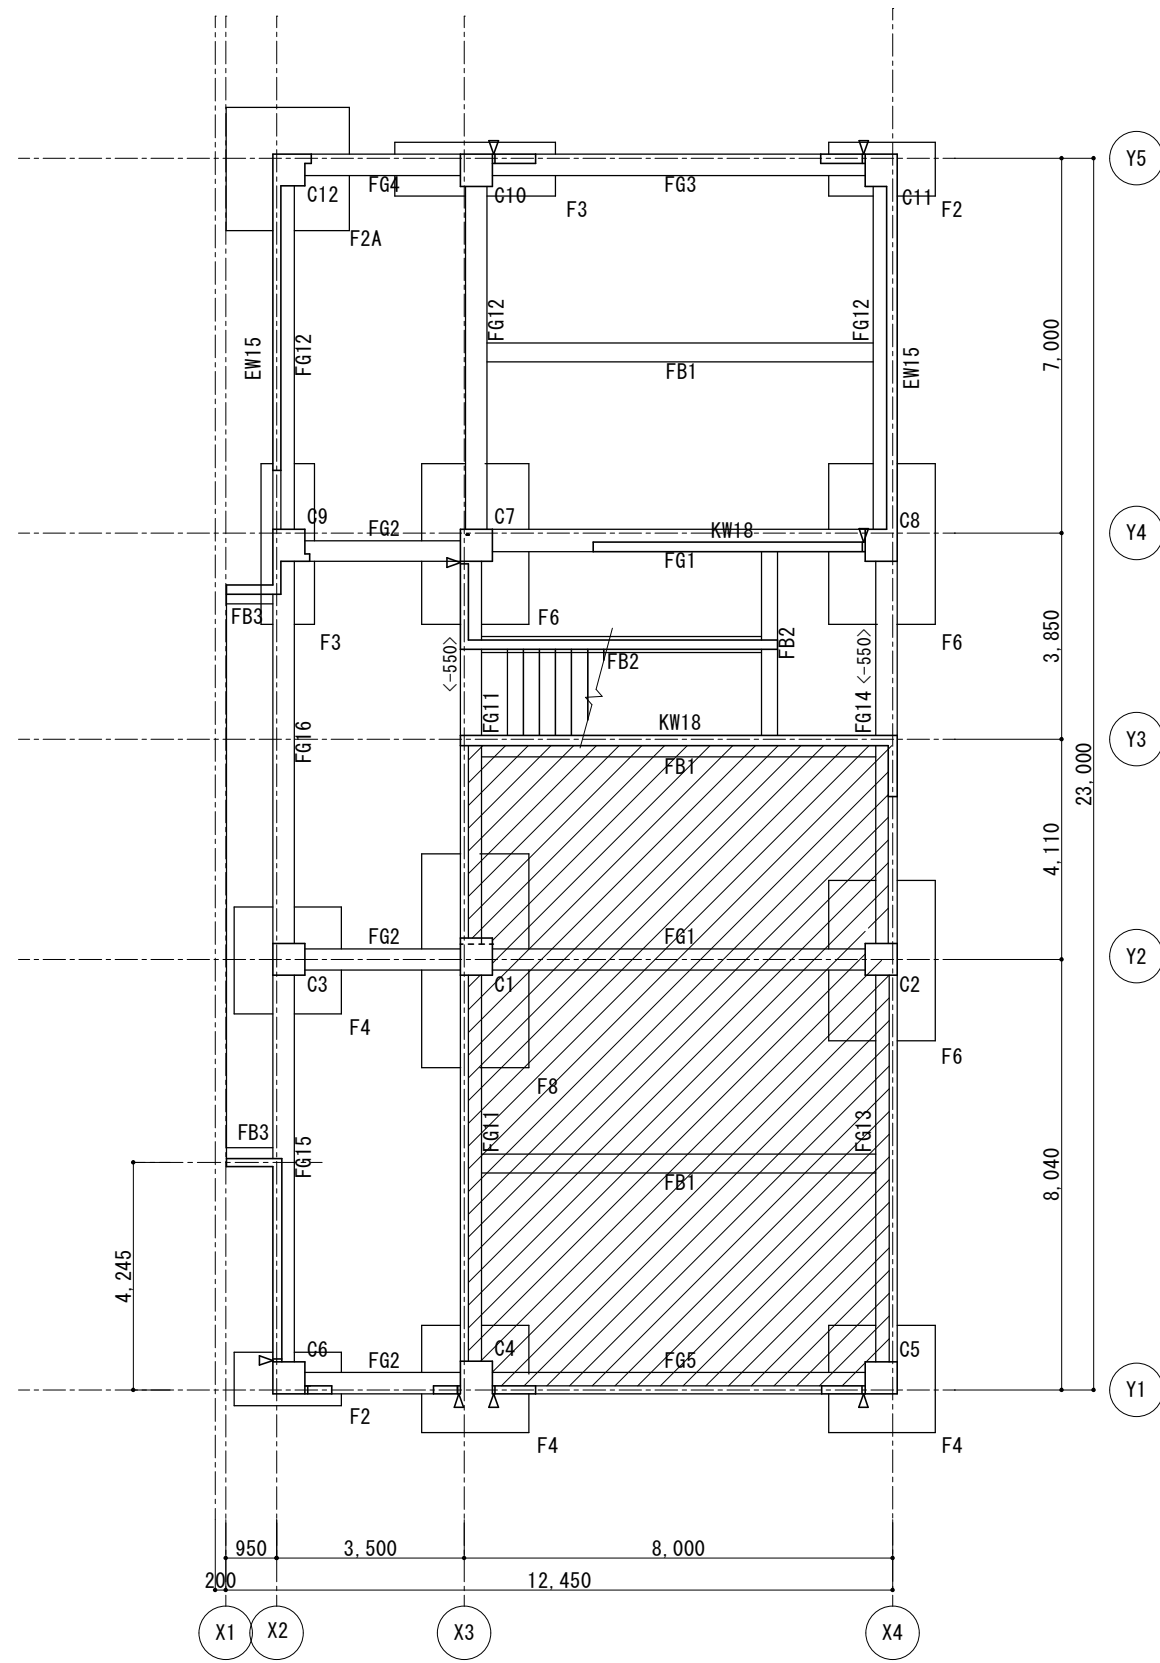 Y5
C12
FG4
C10
FG3
C11
F3
F2
F2A
EW15
FG12
FG12
FG12
EW15
7,000
FB1
C9
FG2
C7
KW18
C8
Y4
FG1
FB3
F3
F6
F6
<-550>
FB2
FB2
<-550>
3,850
FG16
FG11
KW18
FG14
Y3
FB1
23,000
4,110
FG2
FG1
Y2
C3
C1
C2
F4
F6
F8
FB3
FG15
FG11
FG13
FB1
8,040
4,245
C6
FG2
C4
FG5
C5
Y1
F2
F4
F4
950
3,500
8,000
200
12,450
X1
X2
X3
X4